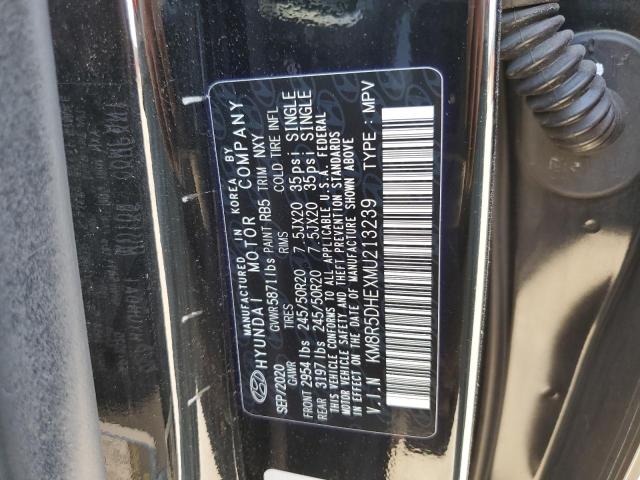 MANUFACTURED IN KOREA BY
HYUNDAI MOTOR COMPANY
GVWR 5871lbs PAINT RB5 TRIM NXY
SEP/2020
GAWR TIRES RIMS COLD TIRE INFL
FRONT 2954 lbs 245/50R20 7.5JX20 35psi SINGLE
REAR 3197 lbs 245/50R20 7.5JX20 35psi SINGLE
THIS VEHICLE CONFORMS TO ALL APPLICABLE U.S.A. FEDERAL
MOTOR VEHICLE SAFETY, BUMPER AND THEFT PREVENTION STANDARDS
IN EFFECT ON THE DATE OF MANUFACTURE SHOWN ABOVE
V.I.N KM8R5DHEXMU213239 TYPE : MPV